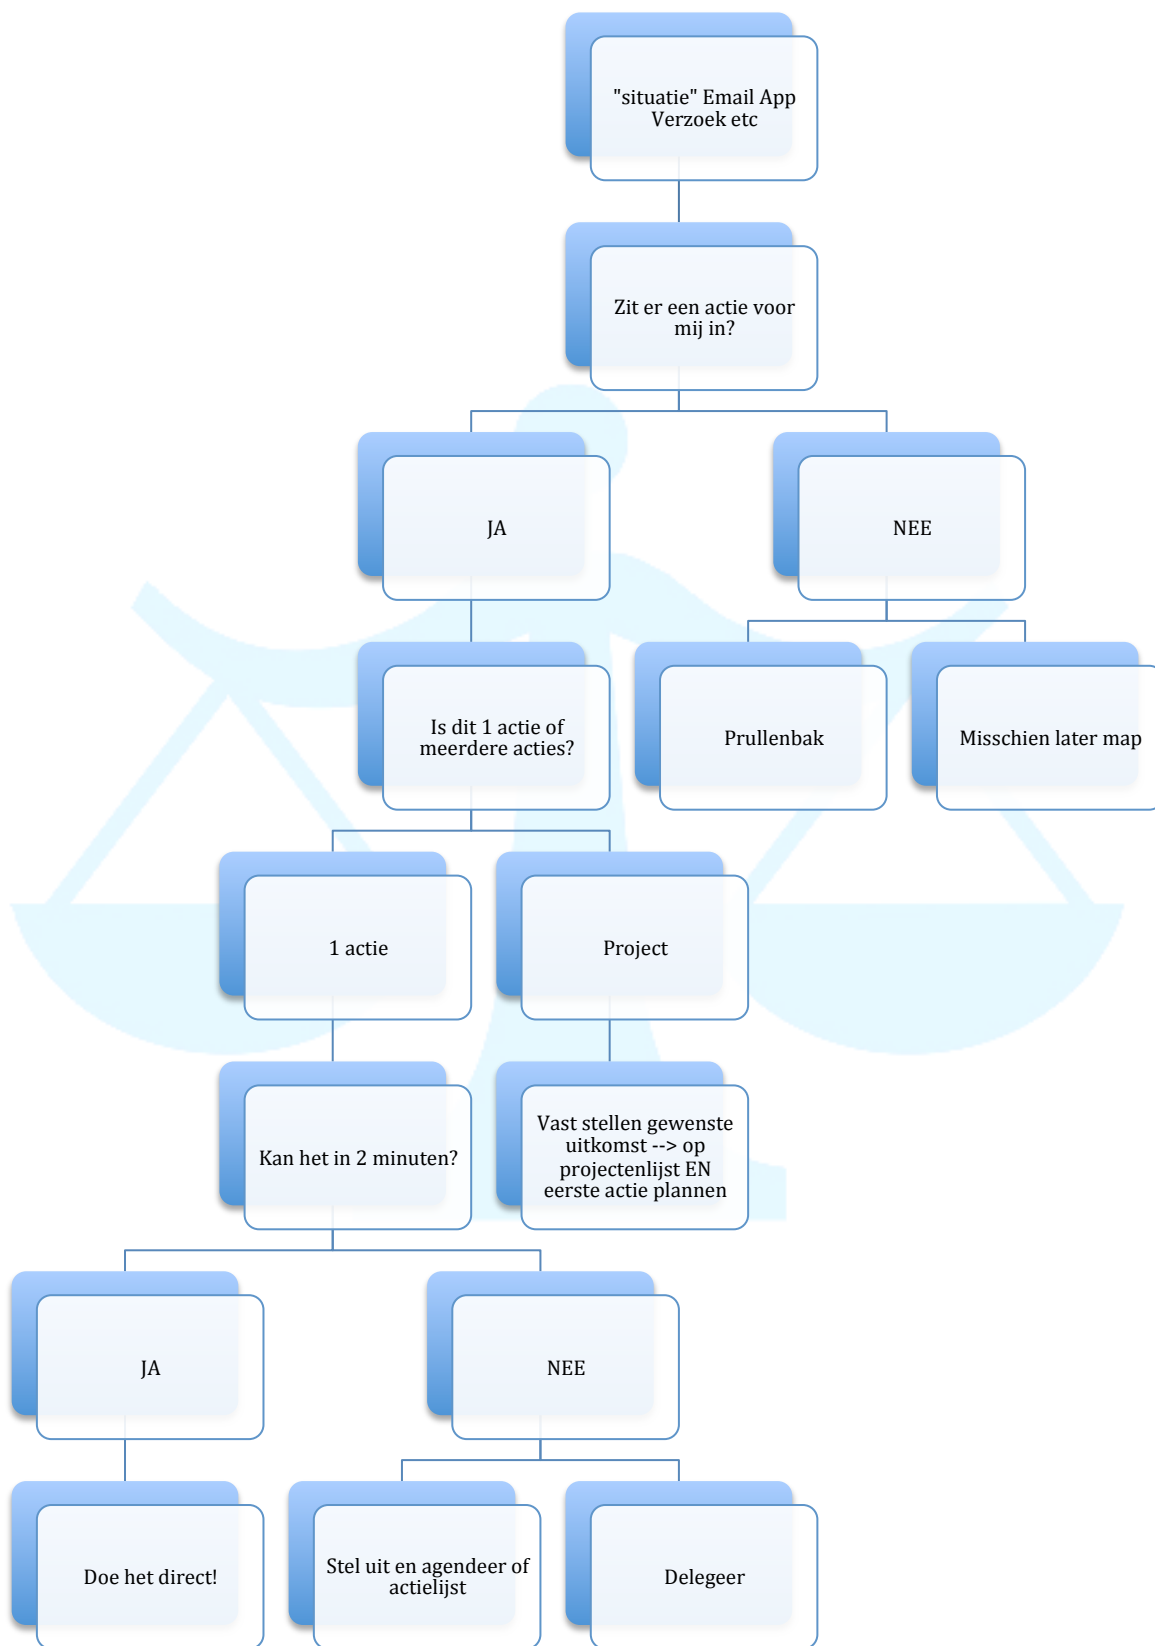 "situatie" Email App
Verzoek etc
Zit er een actie voor
mij in?
JA
NEE
Is dit 1 actie of
meerdere acties?
Prullenbak
Misschien later map
1 actie
Project
Kan het in 2 minuten?
Vast stellen gewenste
uitkomst --> op
projectenlijst EN
eerste actie plannen
JA
NEE
Doe het direct!
Stel uit en agendeer of
actielijst
Delegeer